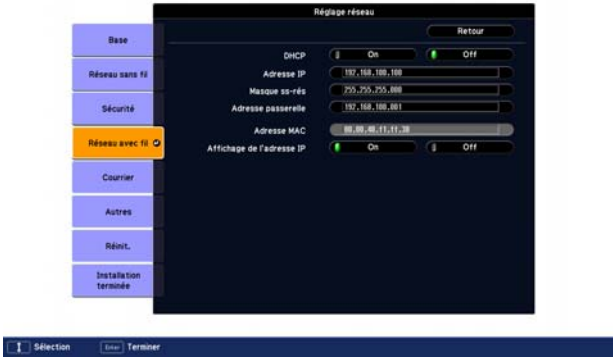 Réglage réseau
Retour
Base
Réseau sans fil
Sécurité
Réseau avec fil
Courrier
Autres
Réinit.
Installation
terminée
DHCP On Off
Adresse IP 192.168.100.100
Masque ss-rés 255.255.255.000
Adresse passerelle 192.168.100.001
Adresse MAC
Affichage de l'adresse IP On Off
Sélection Enter Terminer